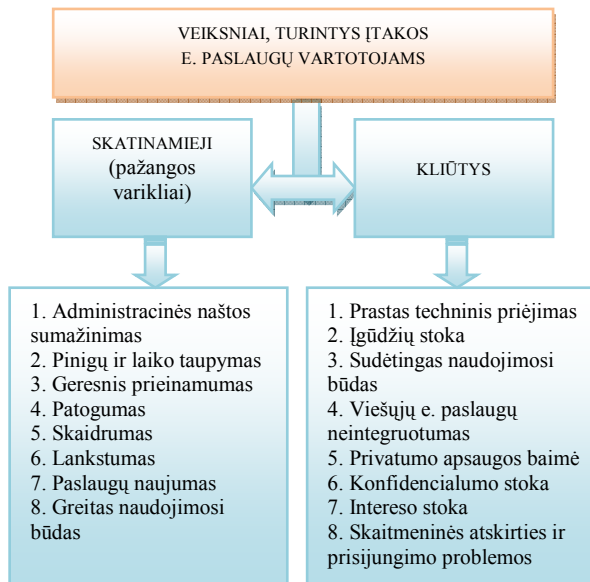 VEIKSNIAI, TURINTYS ĮTAKOS
E. PASLAUGŲ VARTOTOJAMS
SKATINAMIEJI
(pažangos
varikliai)
KLIŪTYS
1. Administracinės naštos
sumažinimas
2. Pinigų ir laiko taupymas
3. Geresnis prieinamumas
4. Patogumas
5. Skaidrumas
6. Lankstumas
7. Paslaugų naujumas
8. Greitas naudojimosi
būdas
1. Prastas techninis priėjimas
2. Įgūdžių stoka
3. Sudėtingas naudojimosi
būdas
4. Viešųjų e. paslaugų
neintegruotumas
5. Privatumo apsaugos baimė
6. Konfidencialumo stoka
7. Intereso stoka
8. Skaitmeninės atskirties ir
prisijungimo problemos